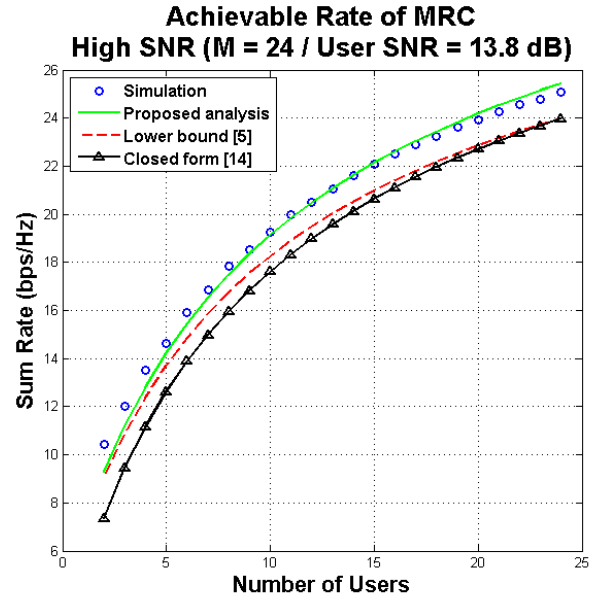 Achievable Rate of MRC
High SNR (M = 24 / User SNR = 13.8 dB)
Simulation
Proposed analysis
Lower bound [5]
Closed form [14]
Sum Rate (bps/Hz)
26
24
22
20
18
16
14
12
10
8
6
0
5
10
15
20
25
Number of Users